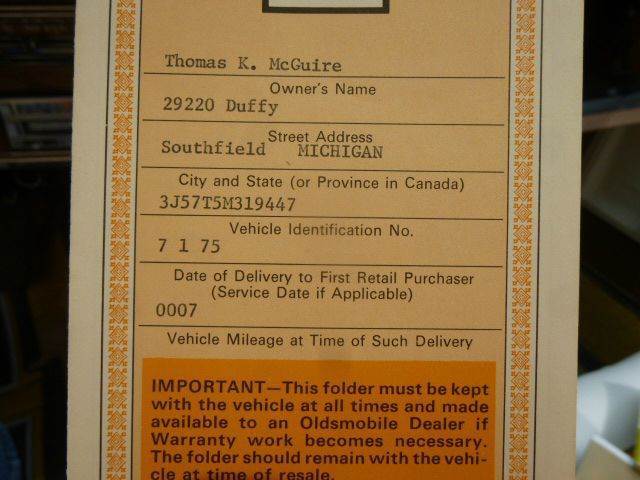 Thomas K. McGuire
Owner's Name
29220 Duffy
Street Address
Southfield MICHIGAN
City and State (or Province in Canada)
3J57T5M319447
Vehicle Identification No.
7 1 75
Date of Delivery to First Retail Purchaser
(Service Date if Applicable)
0007
Vehicle Mileage at Time of Such Delivery
IMPORTANT—This folder must be kept
with the vehicle at all times and made
available to an Oldsmobile Dealer if
Warranty work becomes necessary.
The folder should remain with the vehi-
cle at time of resale.